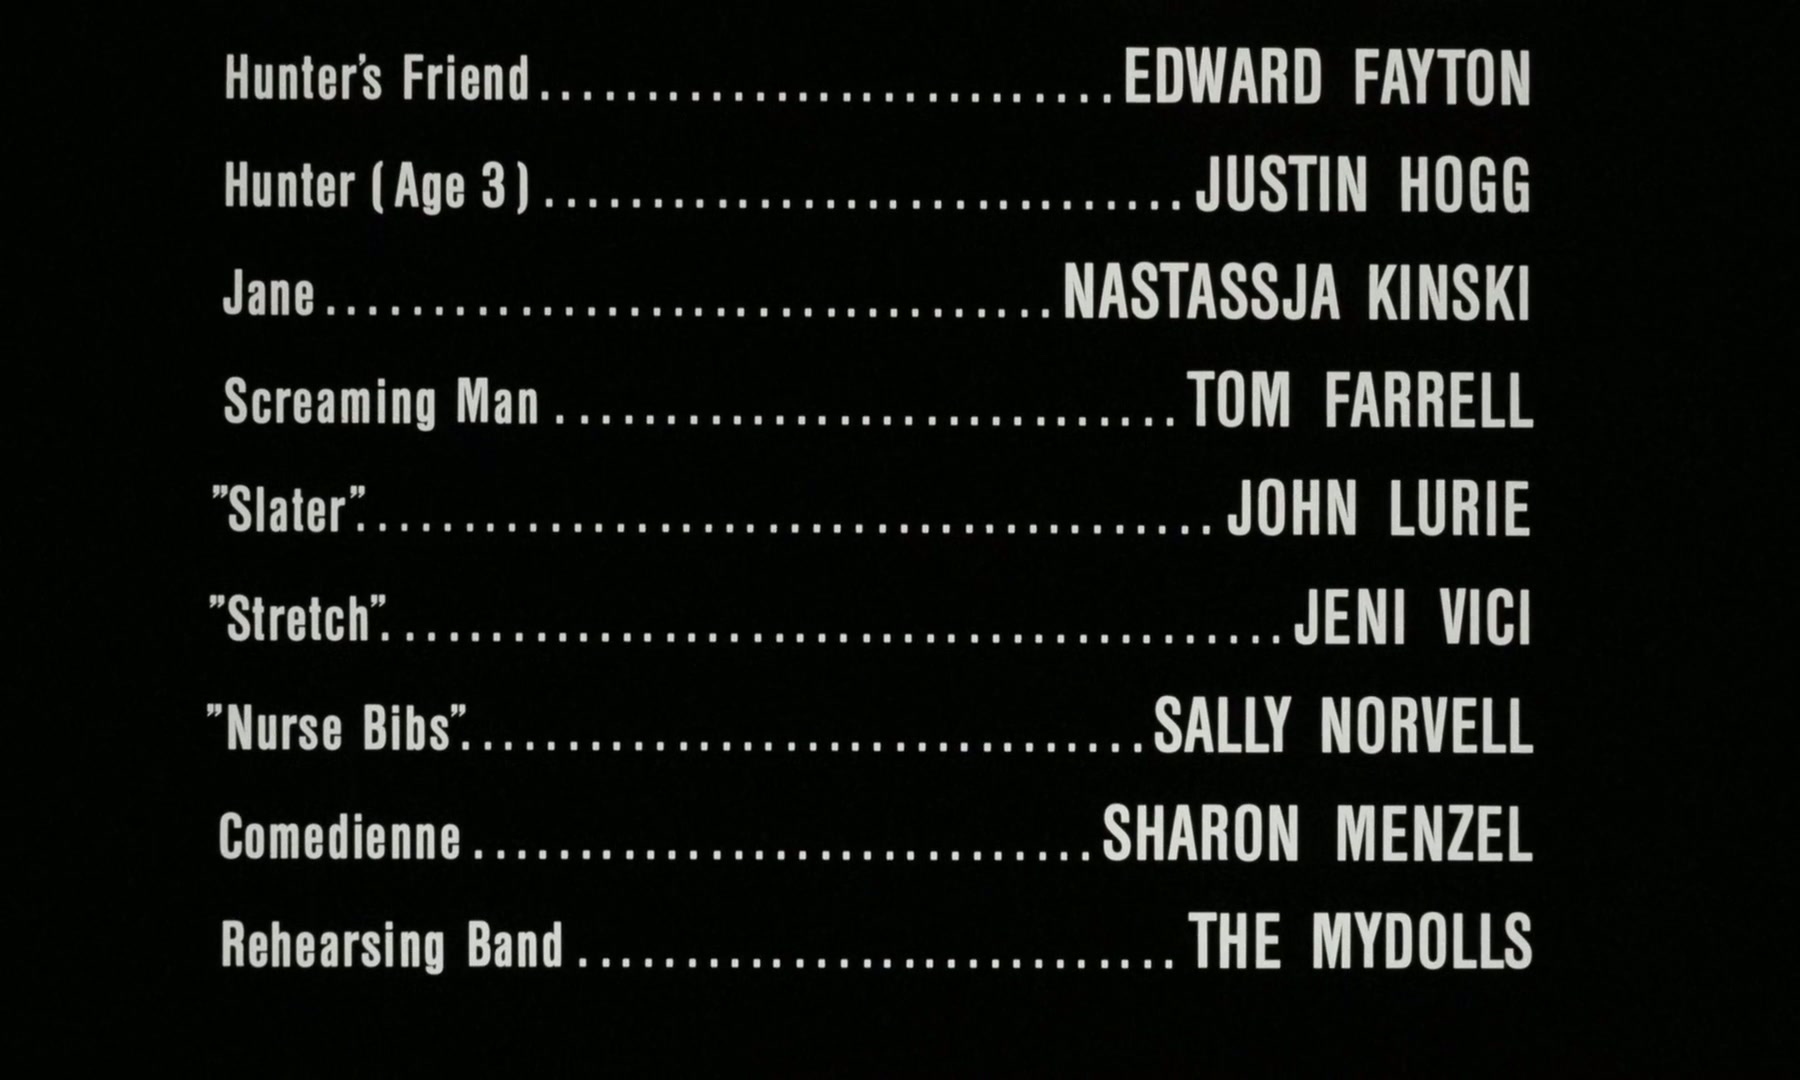 Hunter's Friend...........................EDWARD FAYTON
Hunter (Age 3)..............................JUSTIN HOGG
Jane..................................NASTASSJA KINSKI
Screaming Man.............................TOM FARRELL
”Slater”........................................JOHN LURIE
”Stretch”..........................................JENI VICI
”Nurse Bibs”................................SALLY NORVELL
Comedienne.............................SHARON MENZEL
Rehearsing Band............................THE MYDOLLS